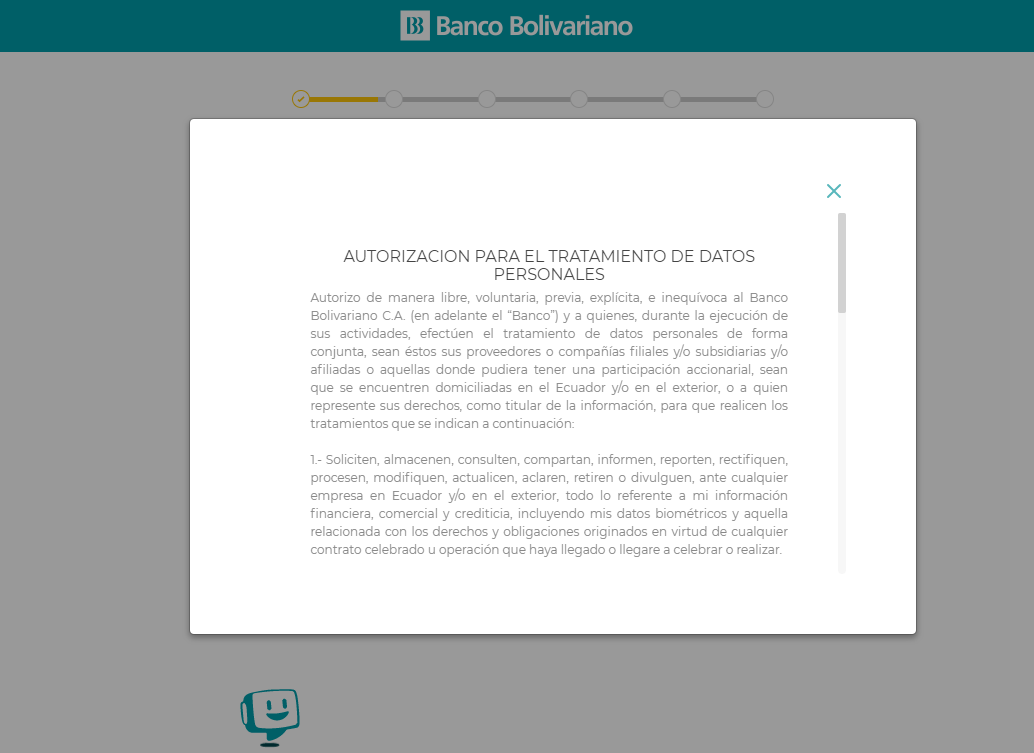 Banco Bolivariano
AUTORIZACION PARA EL TRATAMIENTO DE DATOS
PERSONALES
Autorizo de manera libre, voluntaria, previa, explícita, e inequívoca al Banco
Bolivariano C.A. (en adelante el “Banco”) y a quienes, durante la ejecución de
sus actividades, efectúen el tratamiento de datos personales de forma
conjunta, sean éstos sus proveedores o compañías filiales y/o subsidiarias y/o
afiliadas o aquellas donde pudiera tener una participación accionarial, sean
que se encuentren domiciliadas en el Ecuador y/o en el exterior, o a quien
represente sus derechos, como titular de la información, para que realicen los
tratamientos que se indican a continuación:
1.- Soliciten, almacenen, consulten, compartan, informen, reporten, rectifiquen,
procesen, modifiquen, actualicen, aclaren, retiren o divulguen, ante cualquier
empresa en Ecuador y/o en el exterior, todo lo referente a mi información
financiera, comercial y crediticia, incluyendo mis datos biométricos y aquella
relacionada con los derechos y obligaciones originados en virtud de cualquier
contrato celebrado u operación que haya llegado o llegare a celebrar o realizar.